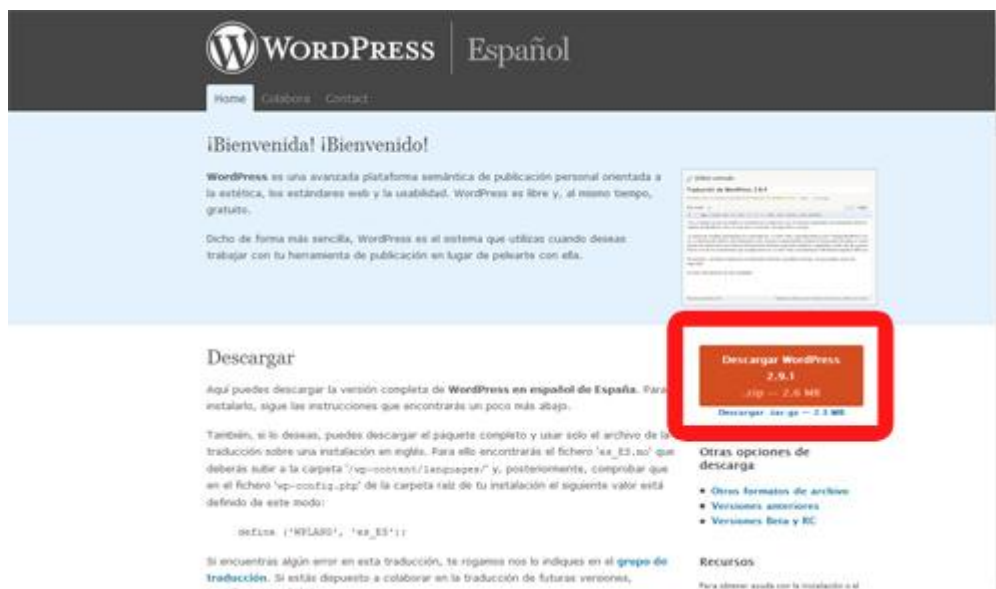 WORDPRESS Español
Home Colabora Contact
¡Bienvenida! ¡Bienvenido!
WordPress es una avanzada plataforma semántica de publicación personal orientada a
la estética, los estándares web y la usabilidad. WordPress es libre y, al mismo tiempo,
gratuito.
Dicho de forma más sencilla, WordPress es el sistema que utilizas cuando deseas
trabajar con tu herramienta de publicación en lugar de pelearte con ella.
Descargar
Aquí puedes descargar la versión completa de WordPress en español de España. Para
instalarlo, sigue las instrucciones que encontrarás un poco más abajo.
También, si lo deseas, puedes descargar el paquete completo y usar solo el archivo de la
traducción sobre una instalación en inglés. Para ello encontrarás el fichero 'es_ES.mo' que
deberás subir a la carpeta '/wp-content/languages/' y, posteriormente, comprobar que
en el fichero 'wp-config.php' de la carpeta raíz de tu instalación el siguiente valor está
definido de este modo:
define ('WPLANG', 'es_ES');
Si encuentras algún error en esta traducción, te rogamos nos lo indiques en el grupo de
traducción. Si estás dispuesto a colaborar en la traducción de futuras versiones,
Descargar WordPress
2.9.1
.zip — 2.6 MB
Descargar .tar.gz — 2.3 MB
Otras opciones de
descarga
Otros formatos de archivo
Versiones anteriores
Versiones Beta y RC
Recursos
Para obtener ayuda con la instalación o el